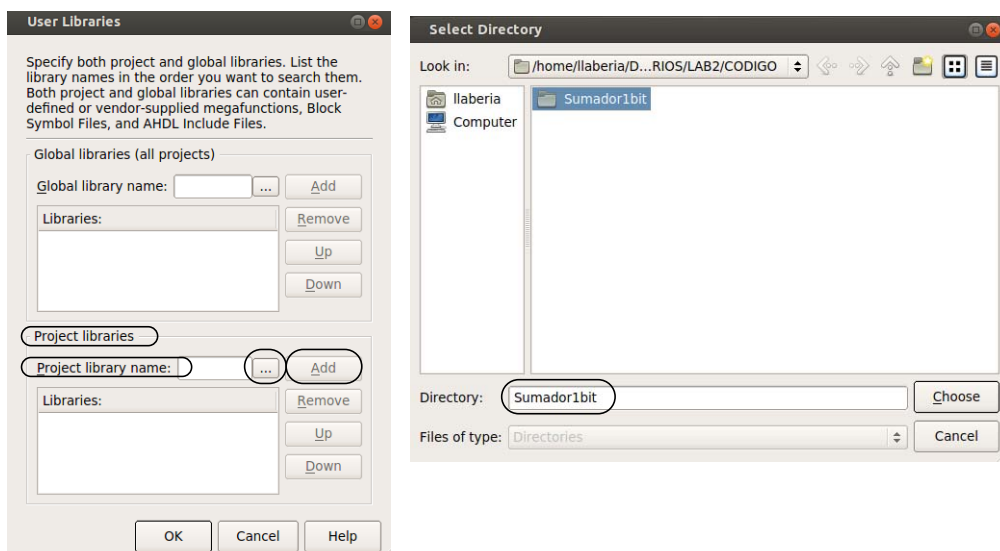 User Libraries
Specify both project and global libraries. List the
library names in the order you want to search them.
Both project and global libraries can contain user-
defined or vendor-supplied megafunctions, Block
Symbol Files, and AHDL Include Files.
Global libraries (all projects)
Global library name:
...
Add
Libraries:
Remove
Up
Down
Project libraries
Project library name:
...
Add
Libraries:
Remove
Up
Down
OK
Cancel
Help
Select Directory
Look in:
/home/llaberia/D...RIOS/LAB2/CODIGO
llaberia
Computer
Sumador1bit
Directory:
Sumador1bit
Choose
Files of type:
Directories
Cancel